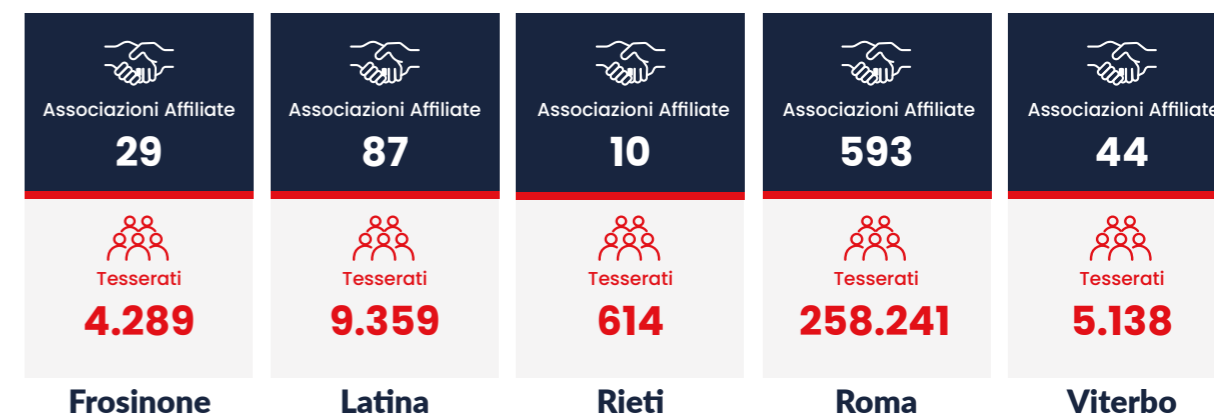 Associazioni Affiliate
29
Tesserati
4.289
Frosinone
Associazioni Affiliate
87
Tesserati
9.359
Latina
Associazioni Affiliate
10
Tesserati
614
Rieti
Associazioni Affiliate
593
Tesserati
258.241
Roma
Associazioni Affiliate
44
Tesserati
5.138
Viterbo